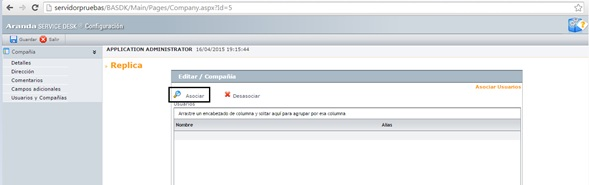 servidorpruebas/BASDK/Main/Pages/Company.aspx?Id=5
Aranda SERVICE DESK Configuración
Guardar Salir
Compañía
APPLICATION ADMINISTRATOR 16/04/2015 19:15:44
Detalles
Dirección
Comentarios
Campos adicionales
Usuarios y Compañias
Replica
Editar / Compañia
Asociar Usuarios
Asociar Desasociar
Usuarios
Arrastre un encabezado de columna y soltar aquí para agrupar por esa columna
Nombre Alias